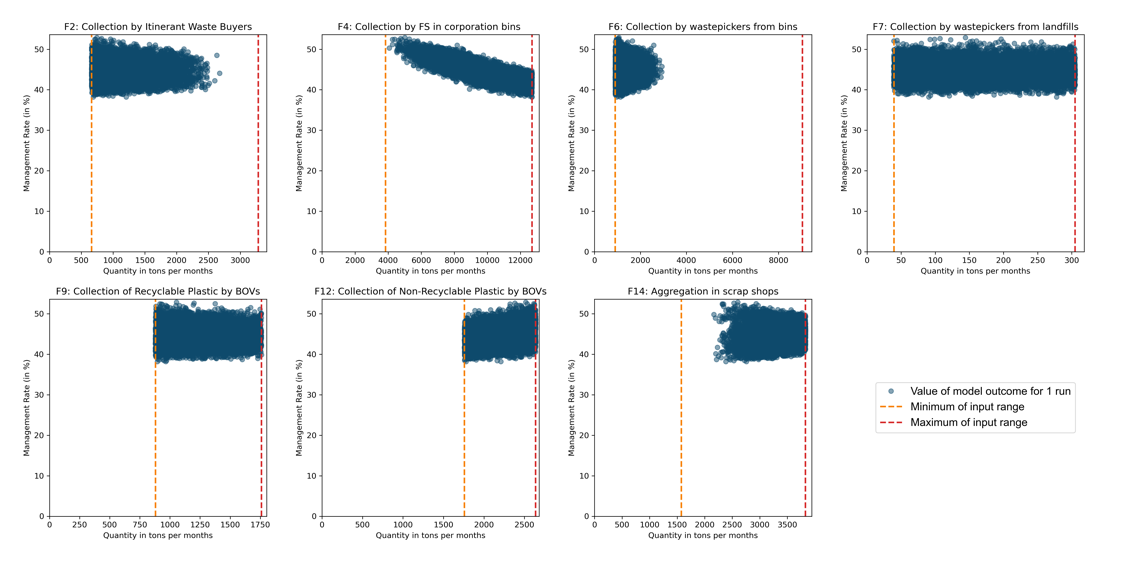 F2: Collection by Itinerant Waste Buyers
F4: Collection by FS in corporation bins
F6: Collection by wastepickers from bins
F7: Collection by wastepickers from landfills
Management Rate (in %)
50
40
30
20
10
0
0 500 1000 1500 2000 2500 3000
Quantity in tons per months
Management Rate (in %)
50
40
30
20
10
0
0 2000 4000 6000 8000 10000 12000
Quantity in tons per months
Management Rate (in %)
50
40
30
20
10
0
0 2000 4000 6000 8000
Quantity in tons per months
Management Rate (in %)
50
40
30
20
10
0
0 50 100 150 200 250 300
Quantity in tons per months
F9: Collection of Recyclable Plastic by BOVs
F12: Collection of Non-Recyclable Plastic by BOVs
F14: Aggregation in scrap shops
Management Rate (in %)
50
40
30
20
10
0
0 250 500 750 1000 1250 1500 1750
Quantity in tons per months
Management Rate (in %)
50
40
30
20
10
0
0 500 1000 1500 2000 2500
Quantity in tons per months
Management Rate (in %)
50
40
30
20
10
0
0 500 1000 1500 2000 2500 3000 3500
Quantity in tons per months
Value of model outcome for 1 run
Minimum of input range
Maximum of input range